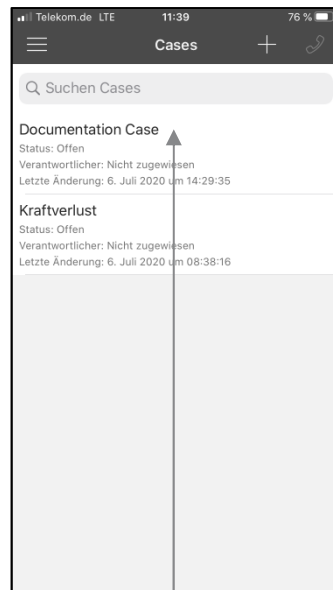 Telekom.de LTE 11:39 76 %
Cases
Suchen Cases
Documentation Case
Status: Offen
Verantwortlicher: Nicht zugewiesen
Letzte Änderung: 6. Juli 2020 um 14:29:35
Kraftverlust
Status: Offen
Verantwortlicher: Nicht zugewiesen
Letzte Änderung: 6. Juli 2020 um 08:38:16